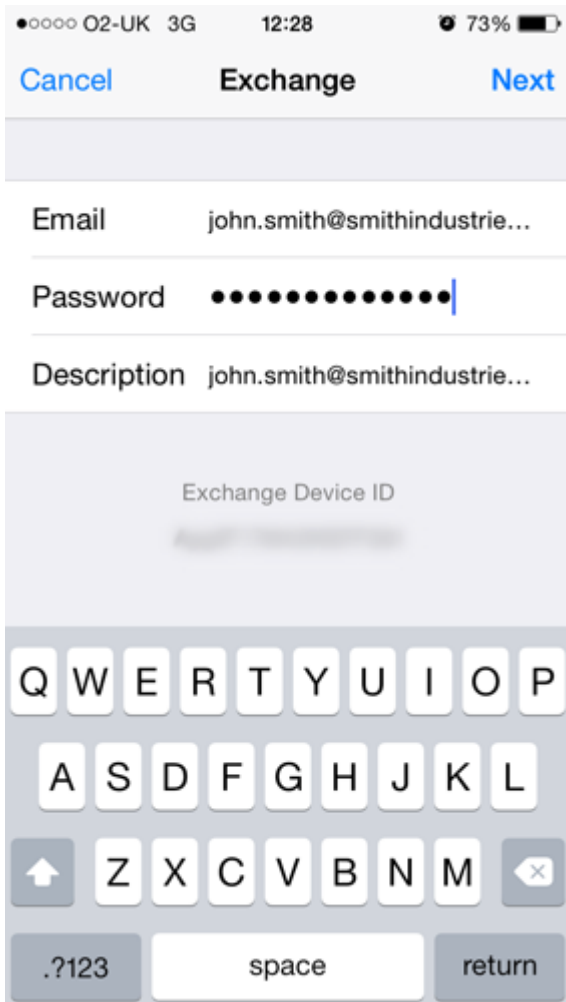 O2-UK 3G 12:28 73%
Cancel Exchange Next
Email john.smith@smithindustrie...
Password
Description john.smith@smithindustrie...
Exchange Device ID
Q W E R T Y U I O P
A S D F G H J K L
Z X C V B N M
.?123 space return